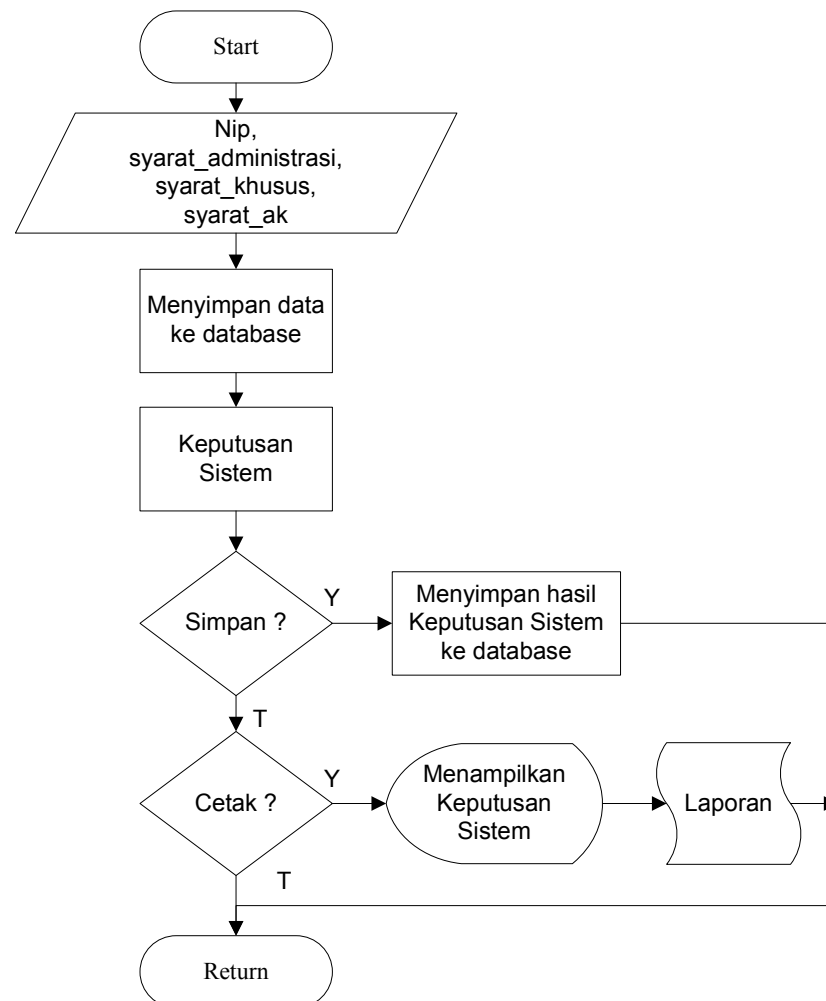 Start
Nip,
syarat_administrasi,
syarat_khusus,
syarat_ak
Menyimpan data
ke database
Keputusan
Sistem
Simpan ?
Y
Menyimpan hasil
Keputusan Sistem
ke database
T
Cetak ?
Y
Menampilkan
Keputusan
Sistem
Laporan
T
Return